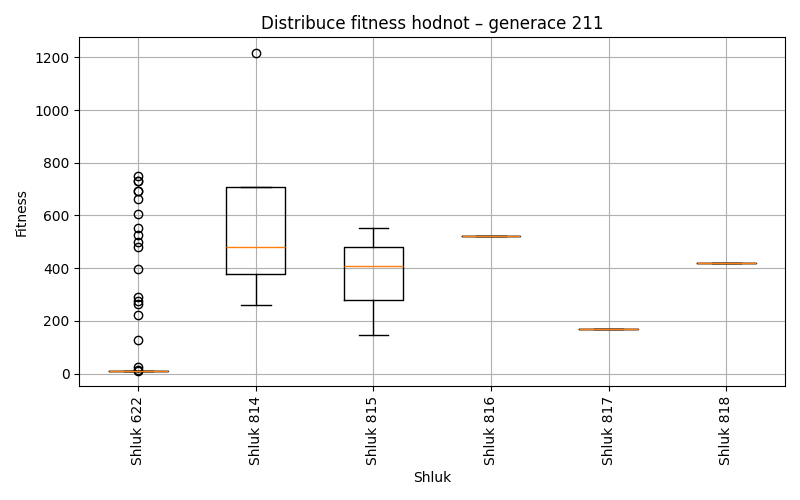 Distribuce fitness hodnot – generace 211
Fitness
1200
1000
800
600
400
200
0
Shluk 622
Shluk 814
Shluk 815
Shluk 816
Shluk 817
Shluk 818
Shluk